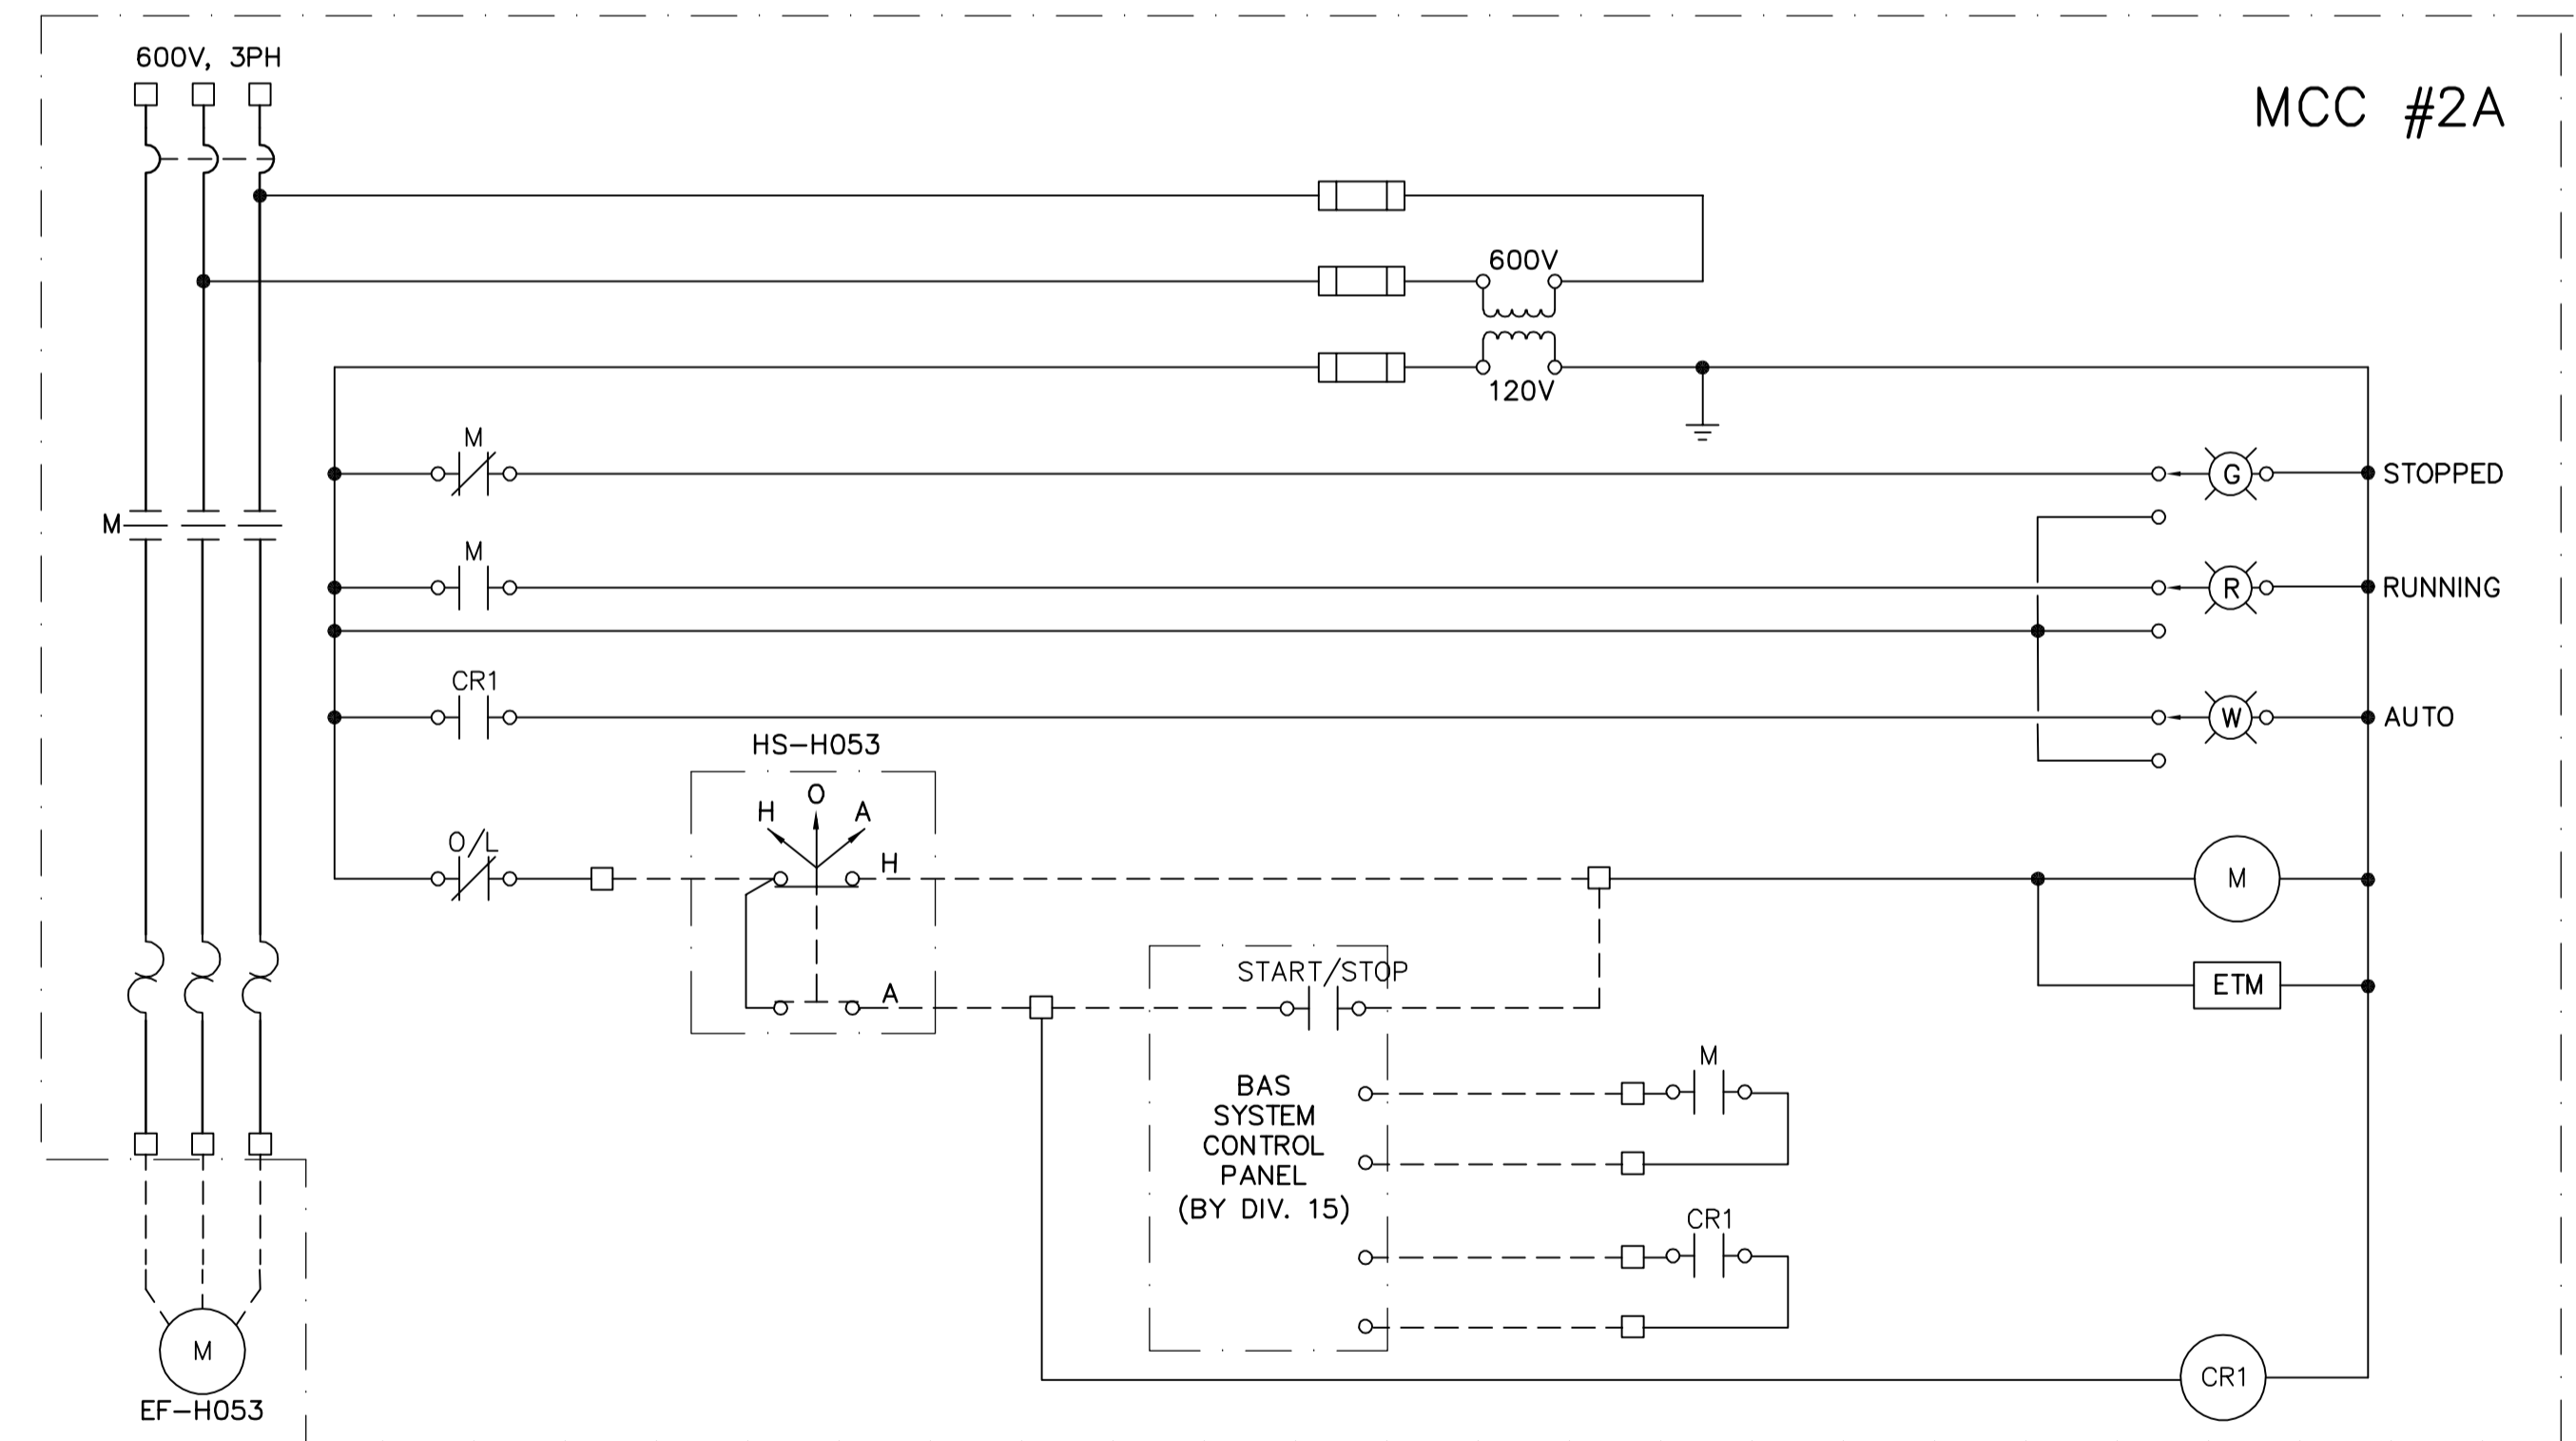 600V, 3PH
MCC #2A
600V
120V
M
G
STOPPED
M
M
R
RUNNING
CR1
W
AUTO
HS-H053
H
O
A
O/L
H
M
A
START/STOP
ETM
BAS
SYSTEM
CONTROL
PANEL
(BY DIV. 15)
M
CR1
M
EF-H053
CR1